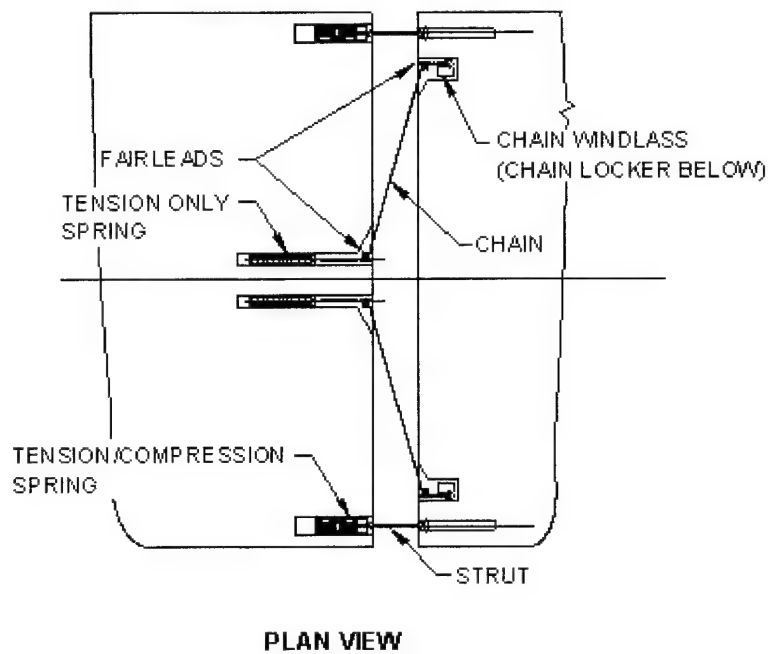 FAIRLEADS
CHAIN WINDLASS
(CHAIN LOCKER BELOW)
TENSION ONLY
SPRING
CHAIN
TENSION/COMPRESSION
SPRING
STRUT
PLAN VIEW